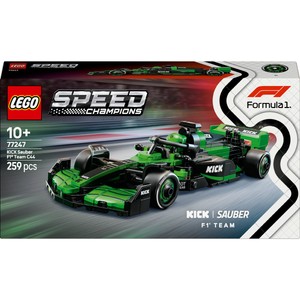 LEGO
SPEED
CHAMPIONS
F1
Formula 1
10+
77247
KICK Sauber
F1® Team C44
259 pcs
KICK
KICK
KICK | SAUBER
F1® TEAM